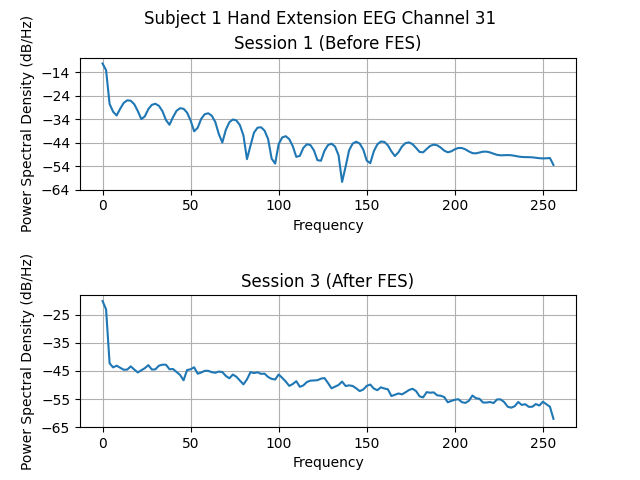 Subject 1 Hand Extension EEG Channel 31
Session 1 (Before FES)
Power Spectral Density (dB/Hz)
−14
−24
−34
−44
−54
−64
0 50 100 150 200 250
Frequency
Session 3 (After FES)
Power Spectral Density (dB/Hz)
−25
−35
−45
−55
−65
0 50 100 150 200 250
Frequency